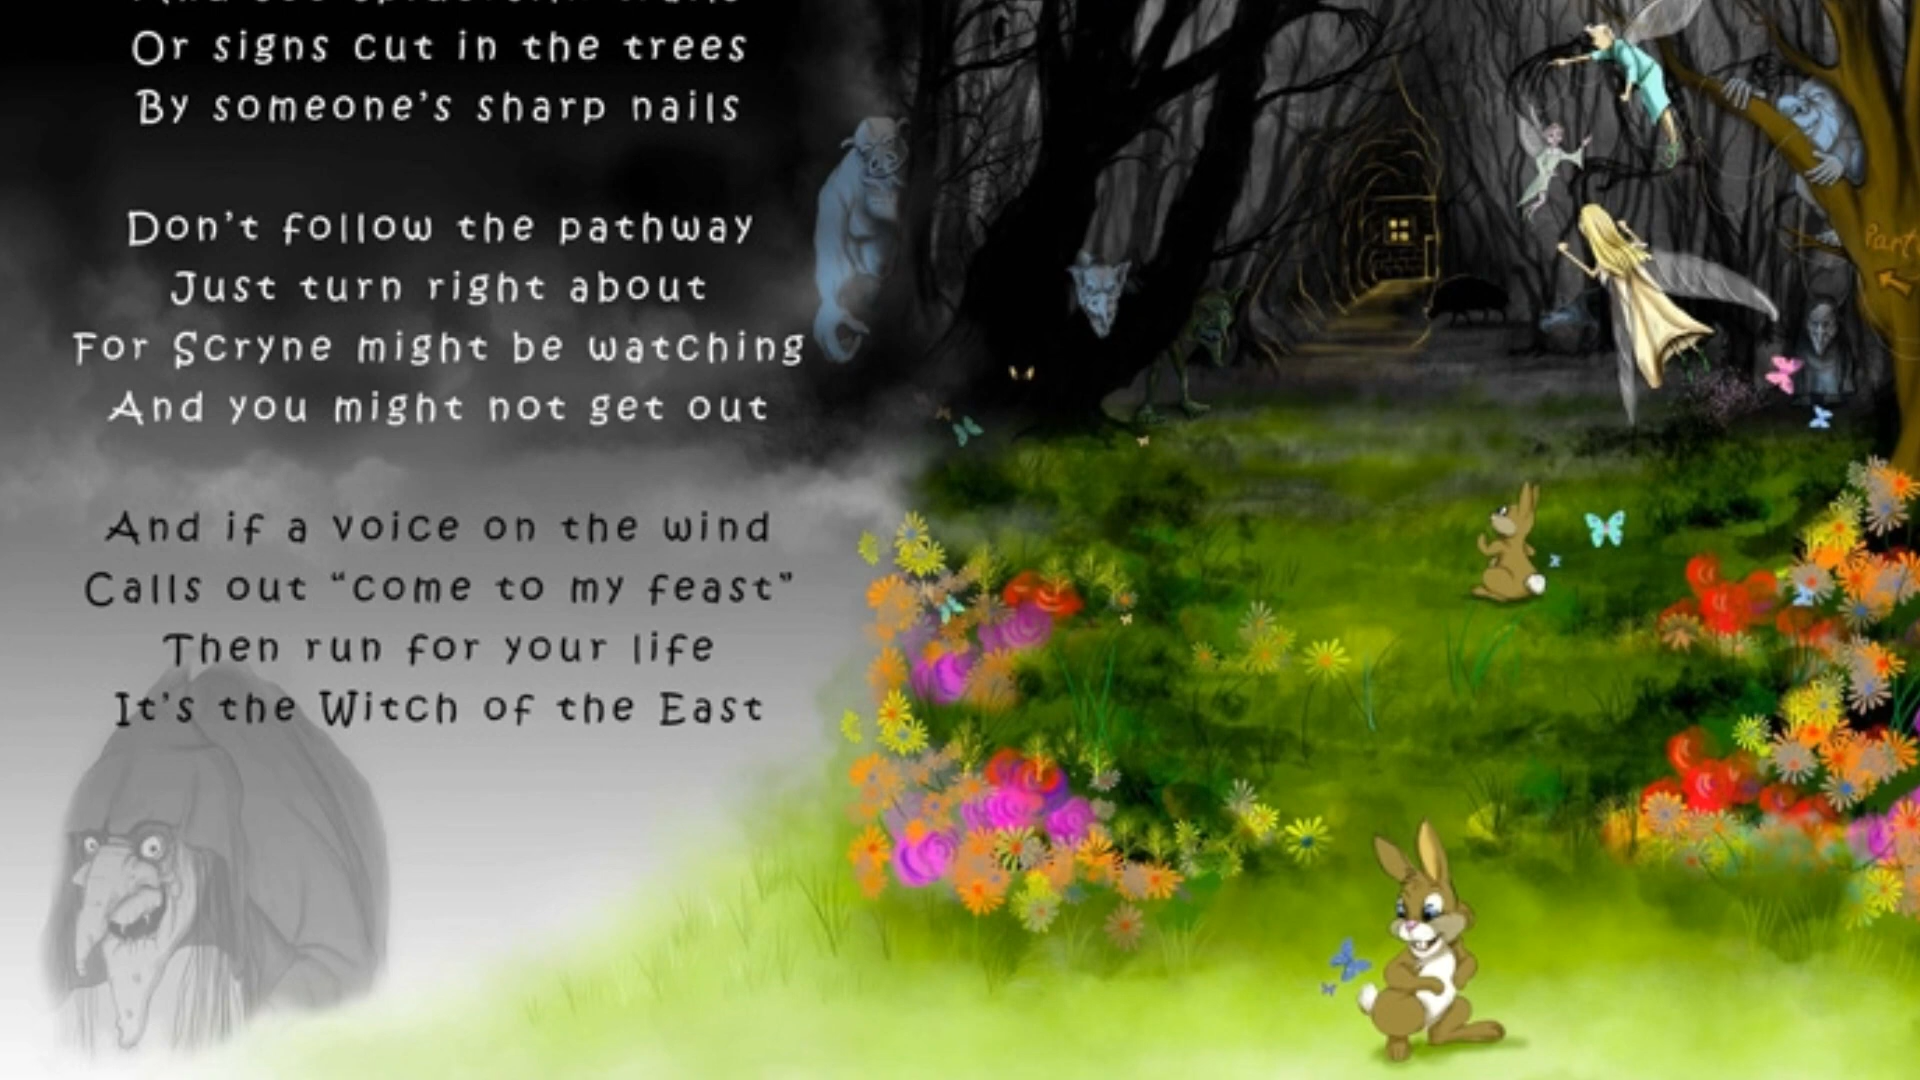 Or signs cut in the trees
By someone's sharp nails
Don't follow the pathway
Just turn right about
For Scryne might be watching
And you might not get out
And if a voice on the wind
Calls out “come to my feast”
Then run for your life
It's the Witch of the East
Party